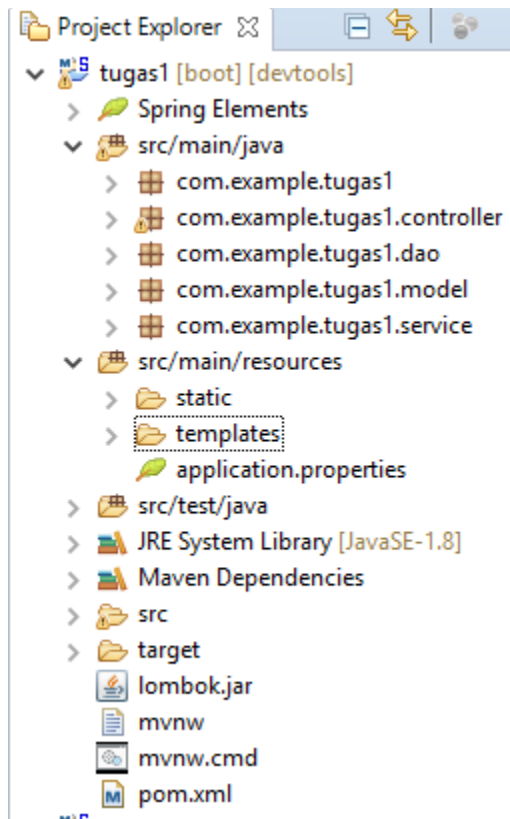 Project Explorer
tugas1 [boot] [devtools]
Spring Elements
src/main/java
com.example.tugas1
com.example.tugas1.controller
com.example.tugas1.dao
com.example.tugas1.model
com.example.tugas1.service
src/main/resources
static
templates
application.properties
src/test/java
JRE System Library [JavaSE-1.8]
Maven Dependencies
src
target
lombok.jar
mvnw
mvnw.cmd
pom.xml